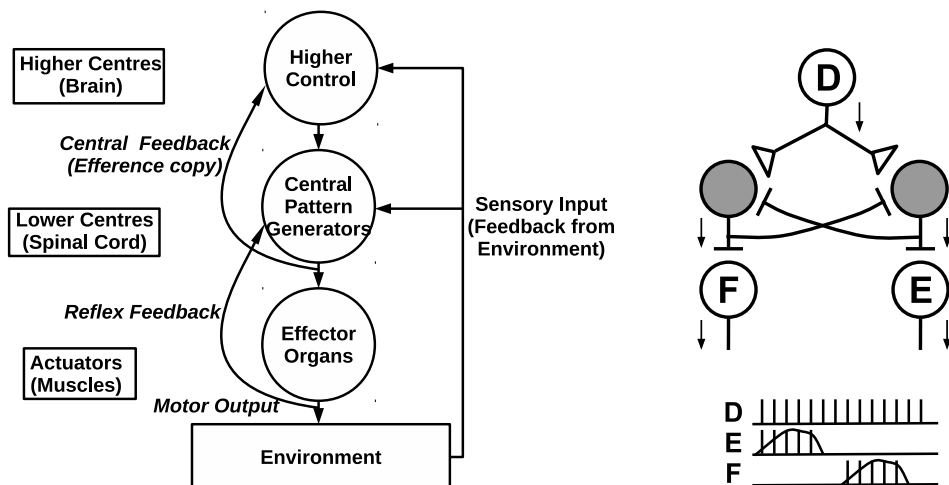 Higher Centres
(Brain)
Higher
Control
Central Feedback
(Efference copy)
Lower Centres
(Spinal Cord)
Central
Pattern
Generators
Sensory Input
(Feedback from
Environment)
Reflex Feedback
Actuators
(Muscles)
Effector
Organs
Motor Output
Environment
D
F
E
D
E
F